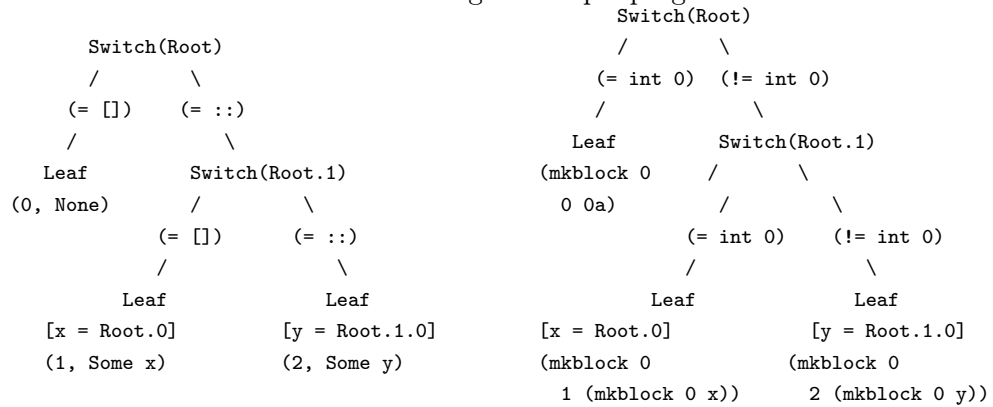 Switch(Root)
/ \
(= []) (= ::)
/ \
Leaf Switch(Root.1)
(0, None) / \
(= []) (= ::)
/ \
Leaf Leaf
[x = Root.0] [y = Root.1.0]
(1, Some x) (2, Some y)
Switch(Root)
/ \
(= int 0) (!= int 0)
/ \
Leaf Switch(Root.1)
(mkblock 0 / \
0 0a) / \
(= int 0) (!= int 0)
/ \
Leaf Leaf
[x = Root.0] [y = Root.1.0]
(mkblock 0 (mkblock 0
1 (mkblock 0 x)) 2 (mkblock 0 y))